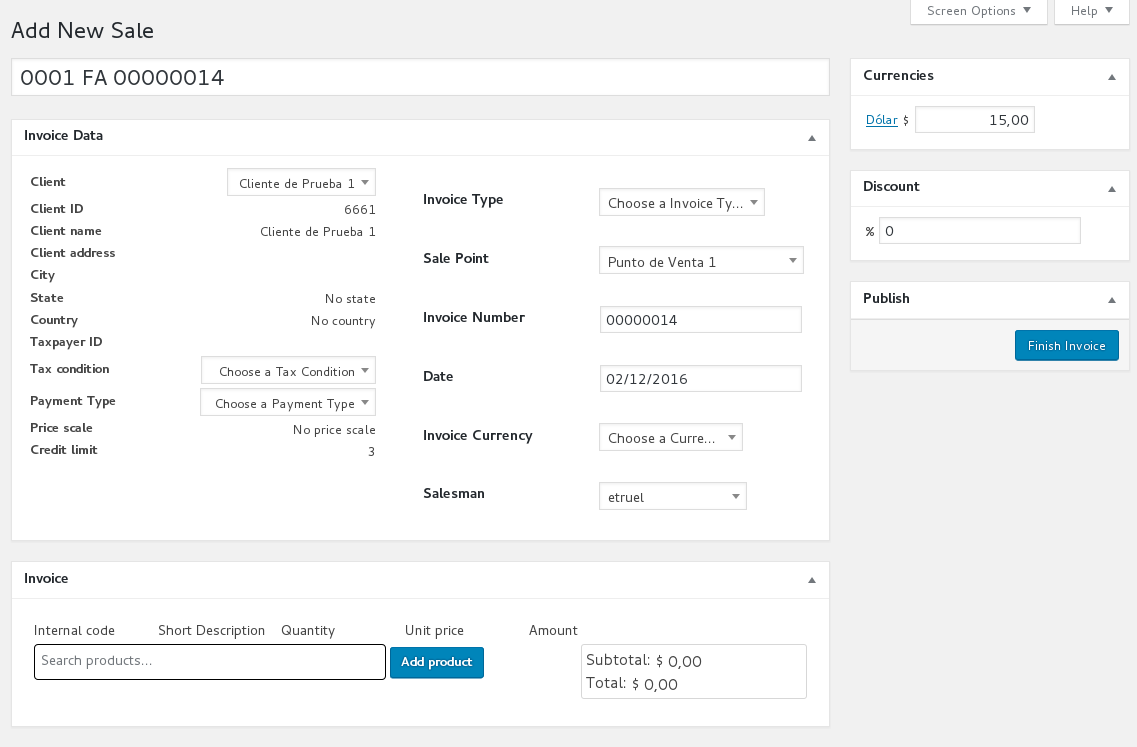 Screen Options Help
Add New Sale
0001 FA 00000014
Invoice Data
Client Cliente de Prueba 1
Client ID 6661
Client name Cliente de Prueba 1
Client address
City
State No state
Country No country
Taxpayer ID
Tax condition Choose a Tax Condition
Payment Type Choose a Payment Type
Price scale No price scale
Credit limit 3
Invoice Type Choose a Invoice Ty...
Sale Point Punto de Venta 1
Invoice Number 00000014
Date 02/12/2016
Invoice Currency Choose a Curre...
Salesman etruel
Invoice
Internal code Short Description Quantity Unit price Amount
Search products... Add product
Subtotal: $ 0,00
Total: $ 0,00
Currencies
Dólar $ 15,00
Discount
% 0
Publish
Finish Invoice